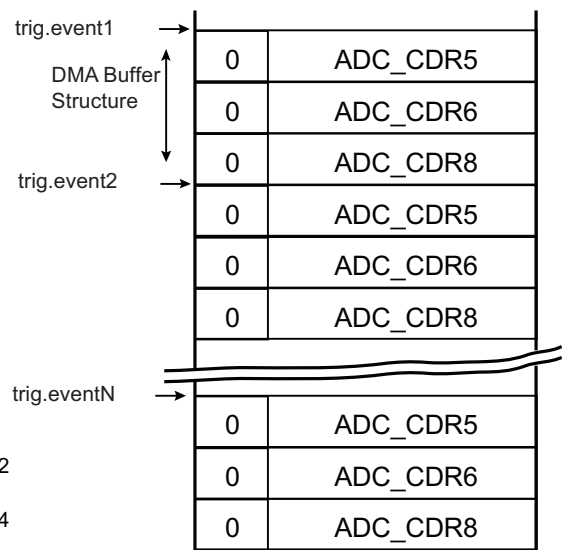 trig.event1
DMA Buffer
Structure
0 ADC_CDR5
0 ADC_CDR6
0 ADC_CDR8
trig.event2
0 ADC_CDR5
0 ADC_CDR6
0 ADC_CDR8
trig.eventN
0 ADC_CDR5
2
0 ADC_CDR6
4
0 ADC_CDR8